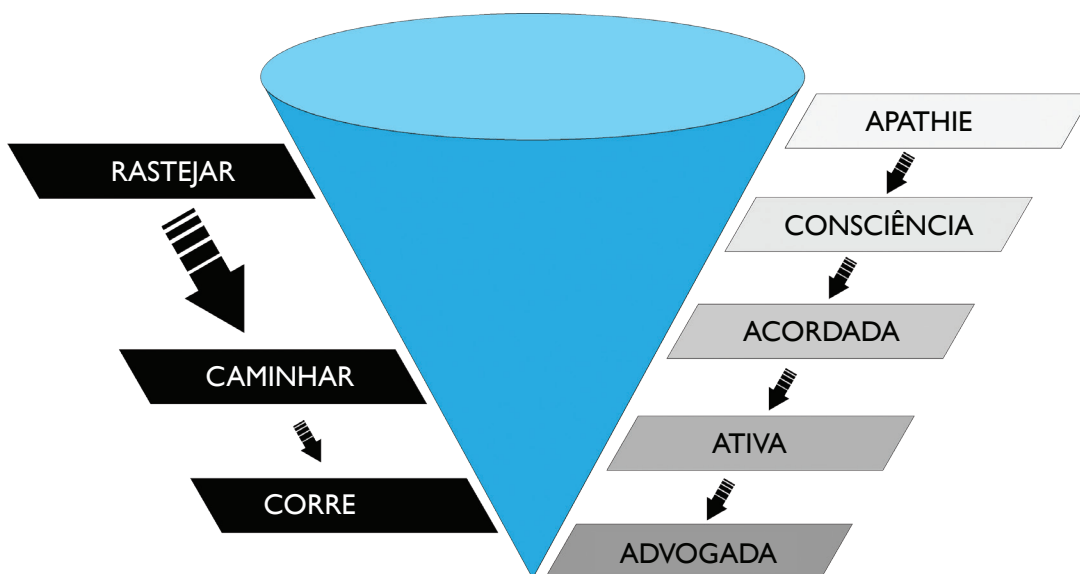 RASTEJAR
CAMINHAR
CORRE
APATHIE
CONSCIÊNCIA
ACORDADA
ATIVA
ADVOGADA